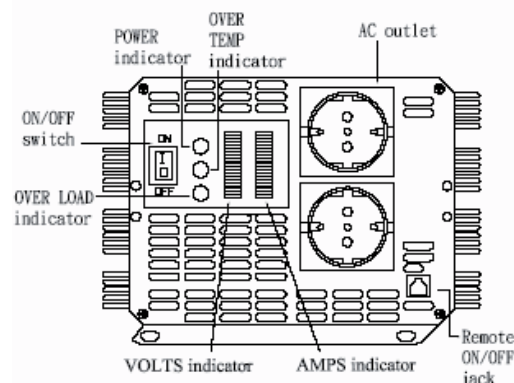 OVER
TEMP
indicator
POWER
indicator
AC outlet
ON/OFF
switch
ON
I
O
OFF
OVER LOAD
indicator
VOLTS indicator
AMPS indicator
Remote
ON/OFF
jack